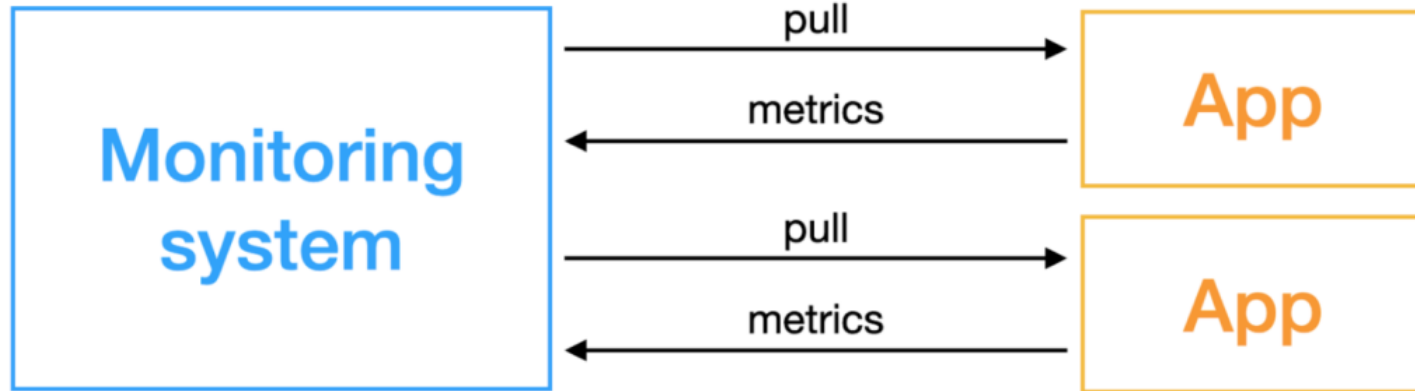 Monitoring
system
pull
metrics
pull
metrics
App
App